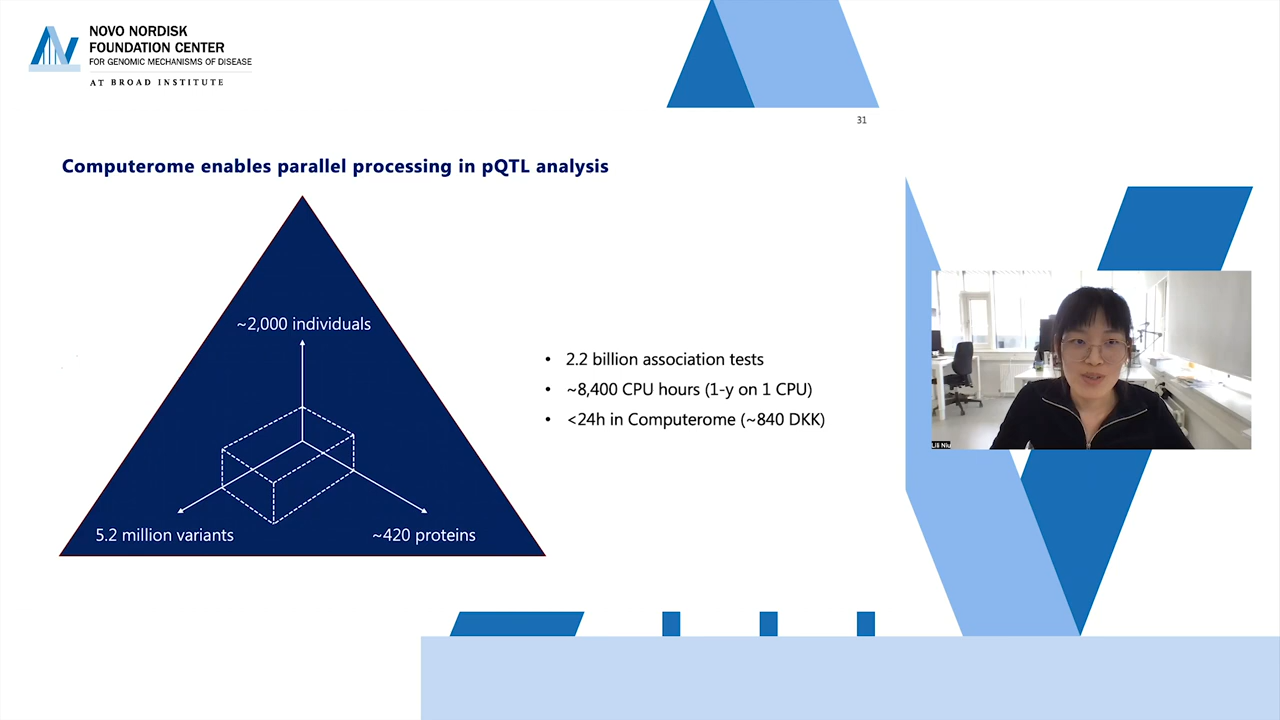 NOVO NORDISK
FOUNDATION CENTER
FOR GENOMIC MECHANISMS OF DISEASE
AT BROAD INSTITUTE
31
Computerome enables parallel processing in pQTL analysis
~2,000 individuals
5.2 million variants
~420 proteins
• 2.2 billion association tests
• ~8,400 CPU hours (1-y on 1 CPU)
• <24h in Computerome (~840 DKK)
Lili Niu